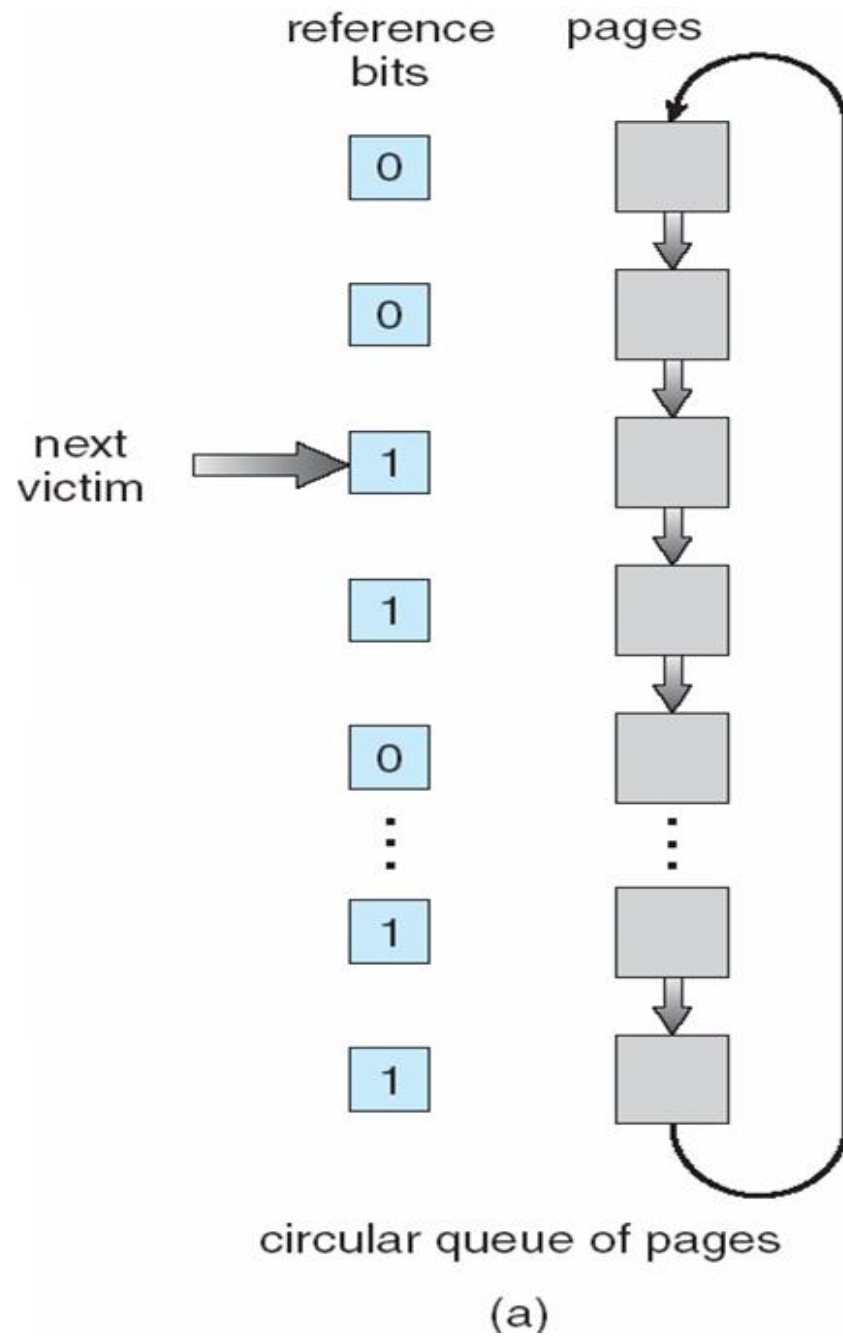 reference bits
pages
0
0
next victim
1
1
0
1
1
circular queue of pages
(a)